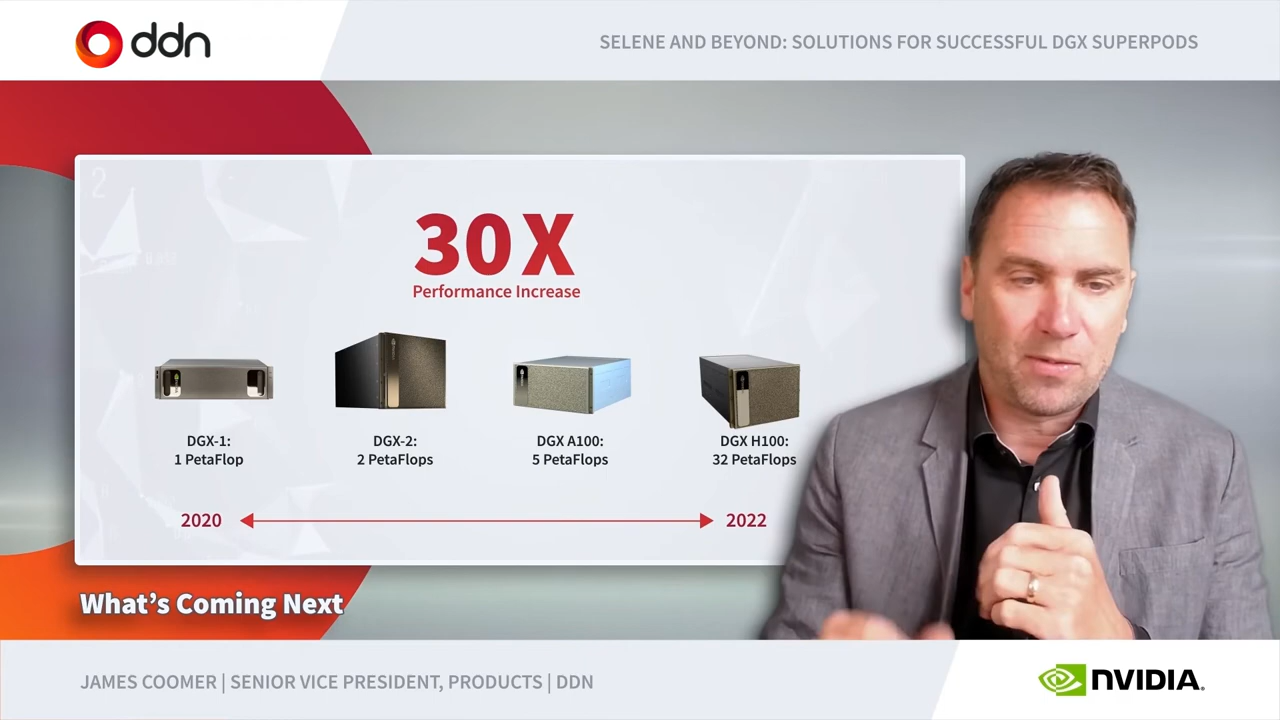 ddn
SELENE AND BEYOND: SOLUTIONS FOR SUCCESSFUL DGX SUPERPODS
30X
Performance Increase
DGX-1:
1 PetaFlop
DGX-2:
2 PetaFlops
DGX A100:
5 PetaFlops
DGX H100:
32 PetaFlops
2020
2022
What's Coming Next
JAMES COOMER | SENIOR VICE PRESIDENT, PRODUCTS | DDN
NVIDIA.